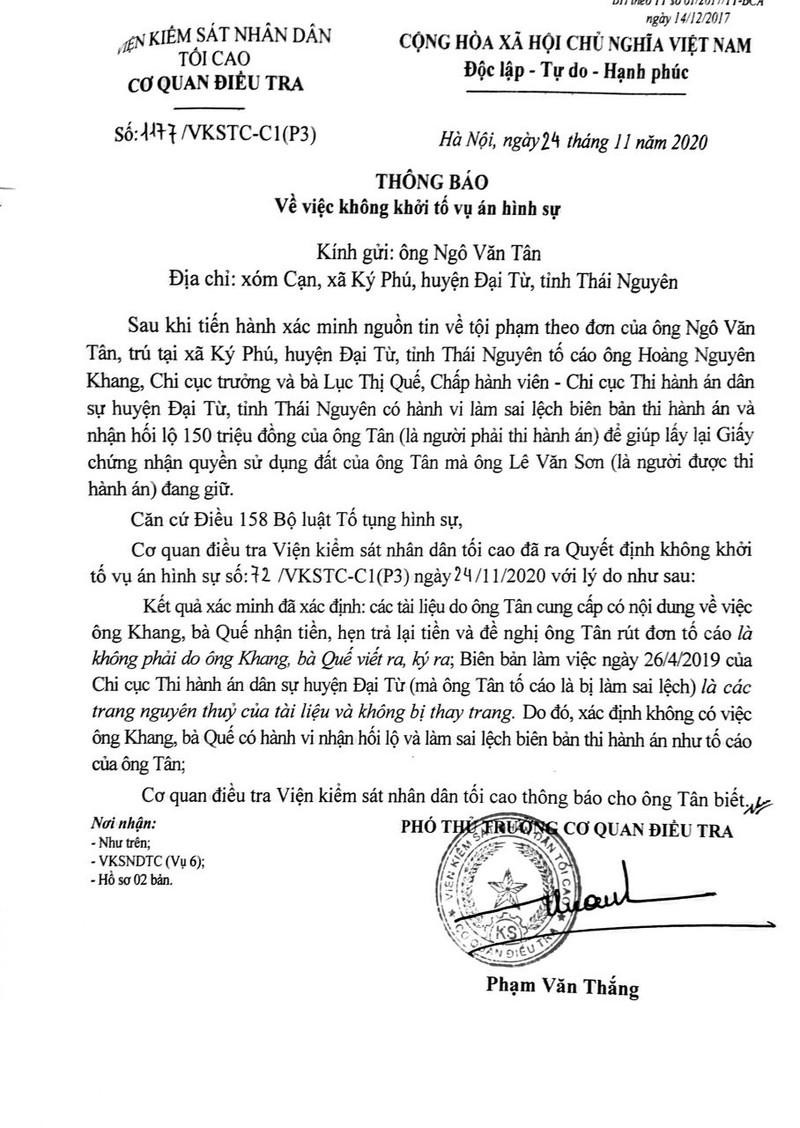 BH theo TT số 01/2017/TT-BCA
ngày 14/12/2017
VIỆN KIỂM SÁT NHÂN DÂN
TỐI CAO
CƠ QUAN ĐIỀU TRA
CỘNG HÒA XÃ HỘI CHỦ NGHĨA VIỆT NAM
Độc lập - Tự do - Hạnh phúc
Số: 1177 /VKSTC-C1(P3)
Hà Nội, ngày 24 tháng 11 năm 2020
THÔNG BÁO
Về việc không khởi tố vụ án hình sự
Kính gửi: ông Ngô Văn Tân
Địa chỉ: xóm Cạn, xã Ký Phú, huyện Đại Từ, tỉnh Thái Nguyên
Sau khi tiến hành xác minh nguồn tin về tội phạm theo đơn của ông Ngô Văn
Tân, trú tại xã Ký Phú, huyện Đại Từ, tỉnh Thái Nguyên tố cáo ông Hoàng Nguyên
Khang, Chi cục trưởng và bà Lục Thị Quế, Chấp hành viên - Chi cục Thi hành án dân
sự huyện Đại Từ, tỉnh Thái Nguyên có hành vi làm sai lệch biên bản thi hành án và
nhận hối lộ 150 triệu đồng của ông Tân (là người phải thi hành án) để giúp lấy lại Giấy
chứng nhận quyền sử dụng đất của ông Tân mà ông Lê Văn Sơn (là người được thi
hành án) đang giữ.
Căn cứ Điều 158 Bộ luật Tố tụng hình sự,
Cơ quan điều tra Viện kiểm sát nhân dân tối cao đã ra Quyết định không khởi
tố vụ án hình sự số: 72 /VKSTC-C1(P3) ngày 24 /11/2020 với lý do như sau:
Kết quả xác minh đã xác định: các tài liệu do ông Tân cung cấp có nội dung về việc
ông Khang, bà Quế nhận tiền, hẹn trả lại tiền và đề nghị ông Tân rút đơn tố cáo là
không phải do ông Khang, bà Quế viết ra, ký ra; Biên bản làm việc ngày 26/4/2019 của
Chi cục Thi hành án dân sự huyện Đại Từ (mà ông Tân tố cáo là bị làm sai lệch) là các
trang nguyên thuỷ của tài liệu và không bị thay trang. Do đó, xác định không có việc
ông Khang, bà Quế có hành vi nhận hối lộ và làm sai lệch biên bản thi hành án như tố cáo
của ông Tân;
Cơ quan điều tra Viện kiểm sát nhân dân tối cao thông báo cho ông Tân biết.
Nơi nhận:
- Như trên;
- VKSNDTC (Vụ 6);
- Hồ sơ 02 bản.
PHÓ THỦ TRƯỞNG CƠ QUAN ĐIỀU TRA
VIỆN KIỂM SÁT NHÂN DÂN TỐI CAO
KS
CƠ QUAN ĐIỀU TRA
Phạm Văn Thắng